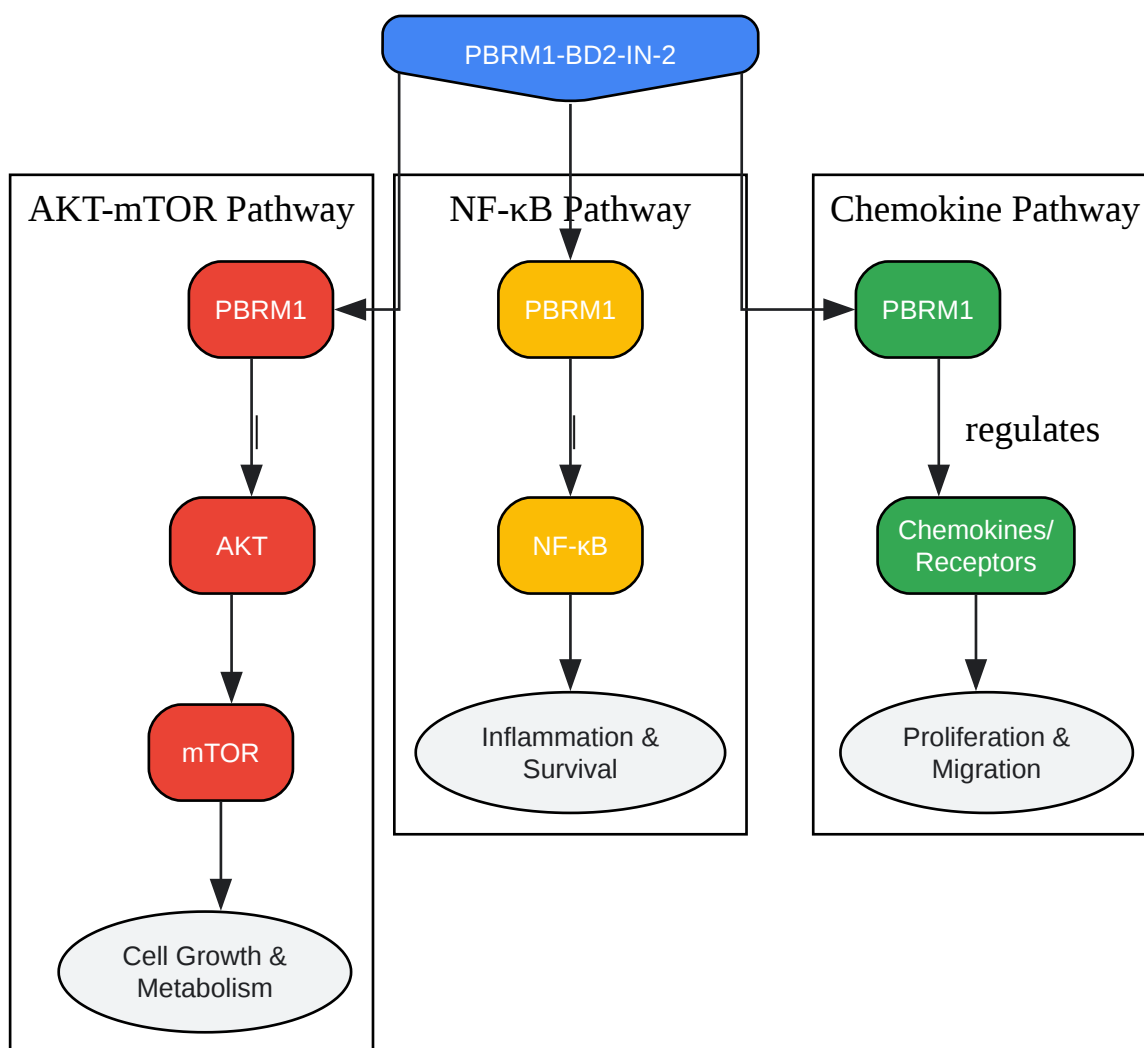 PBRM1-BD2-IN-2
AKT-mTOR Pathway
PBRM1
|
AKT
mTOR
Cell Growth &
Metabolism
NF-κB Pathway
PBRM1
|
NF-κB
Inflammation &
Survival
Chemokine Pathway
PBRM1
regulates
Chemokines/
Receptors
Proliferation &
Migration